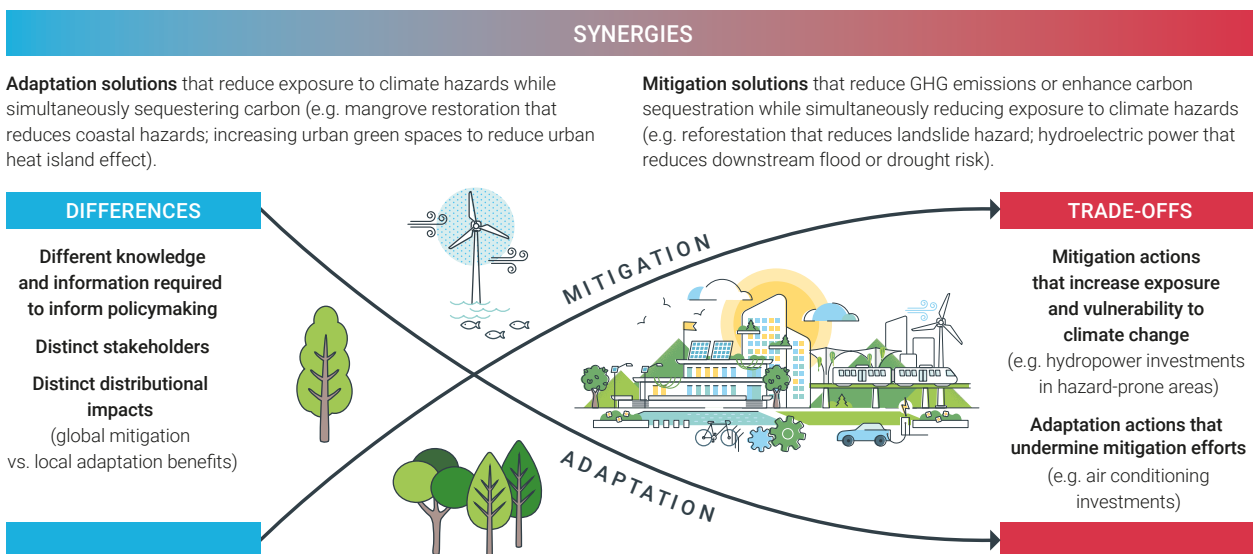 SYNERGIES
Adaptation solutions that reduce exposure to climate hazards while
simultaneously sequestering carbon (e.g. mangrove restoration that
reduces coastal hazards; increasing urban green spaces to reduce urban
heat island effect).
Mitigation solutions that reduce GHG emissions or enhance carbon
sequestration while simultaneously reducing exposure to climate hazards
(e.g. reforestation that reduces landslide hazard; hydroelectric power that
reduces downstream flood or drought risk).
DIFFERENCES
Different knowledge
and information required
to inform policymaking
Distinct stakeholders
Distinct distributional
impacts
(global mitigation
vs. local adaptation benefits)
MITIGATION
ADAPTATION
TRADE-OFFS
Mitigation actions
that increase exposure
and vulnerability to
climate change
(e.g. hydropower investments
in hazard-prone areas)
Adaptation actions that
undermine mitigation efforts
(e.g. air conditioning
investments)